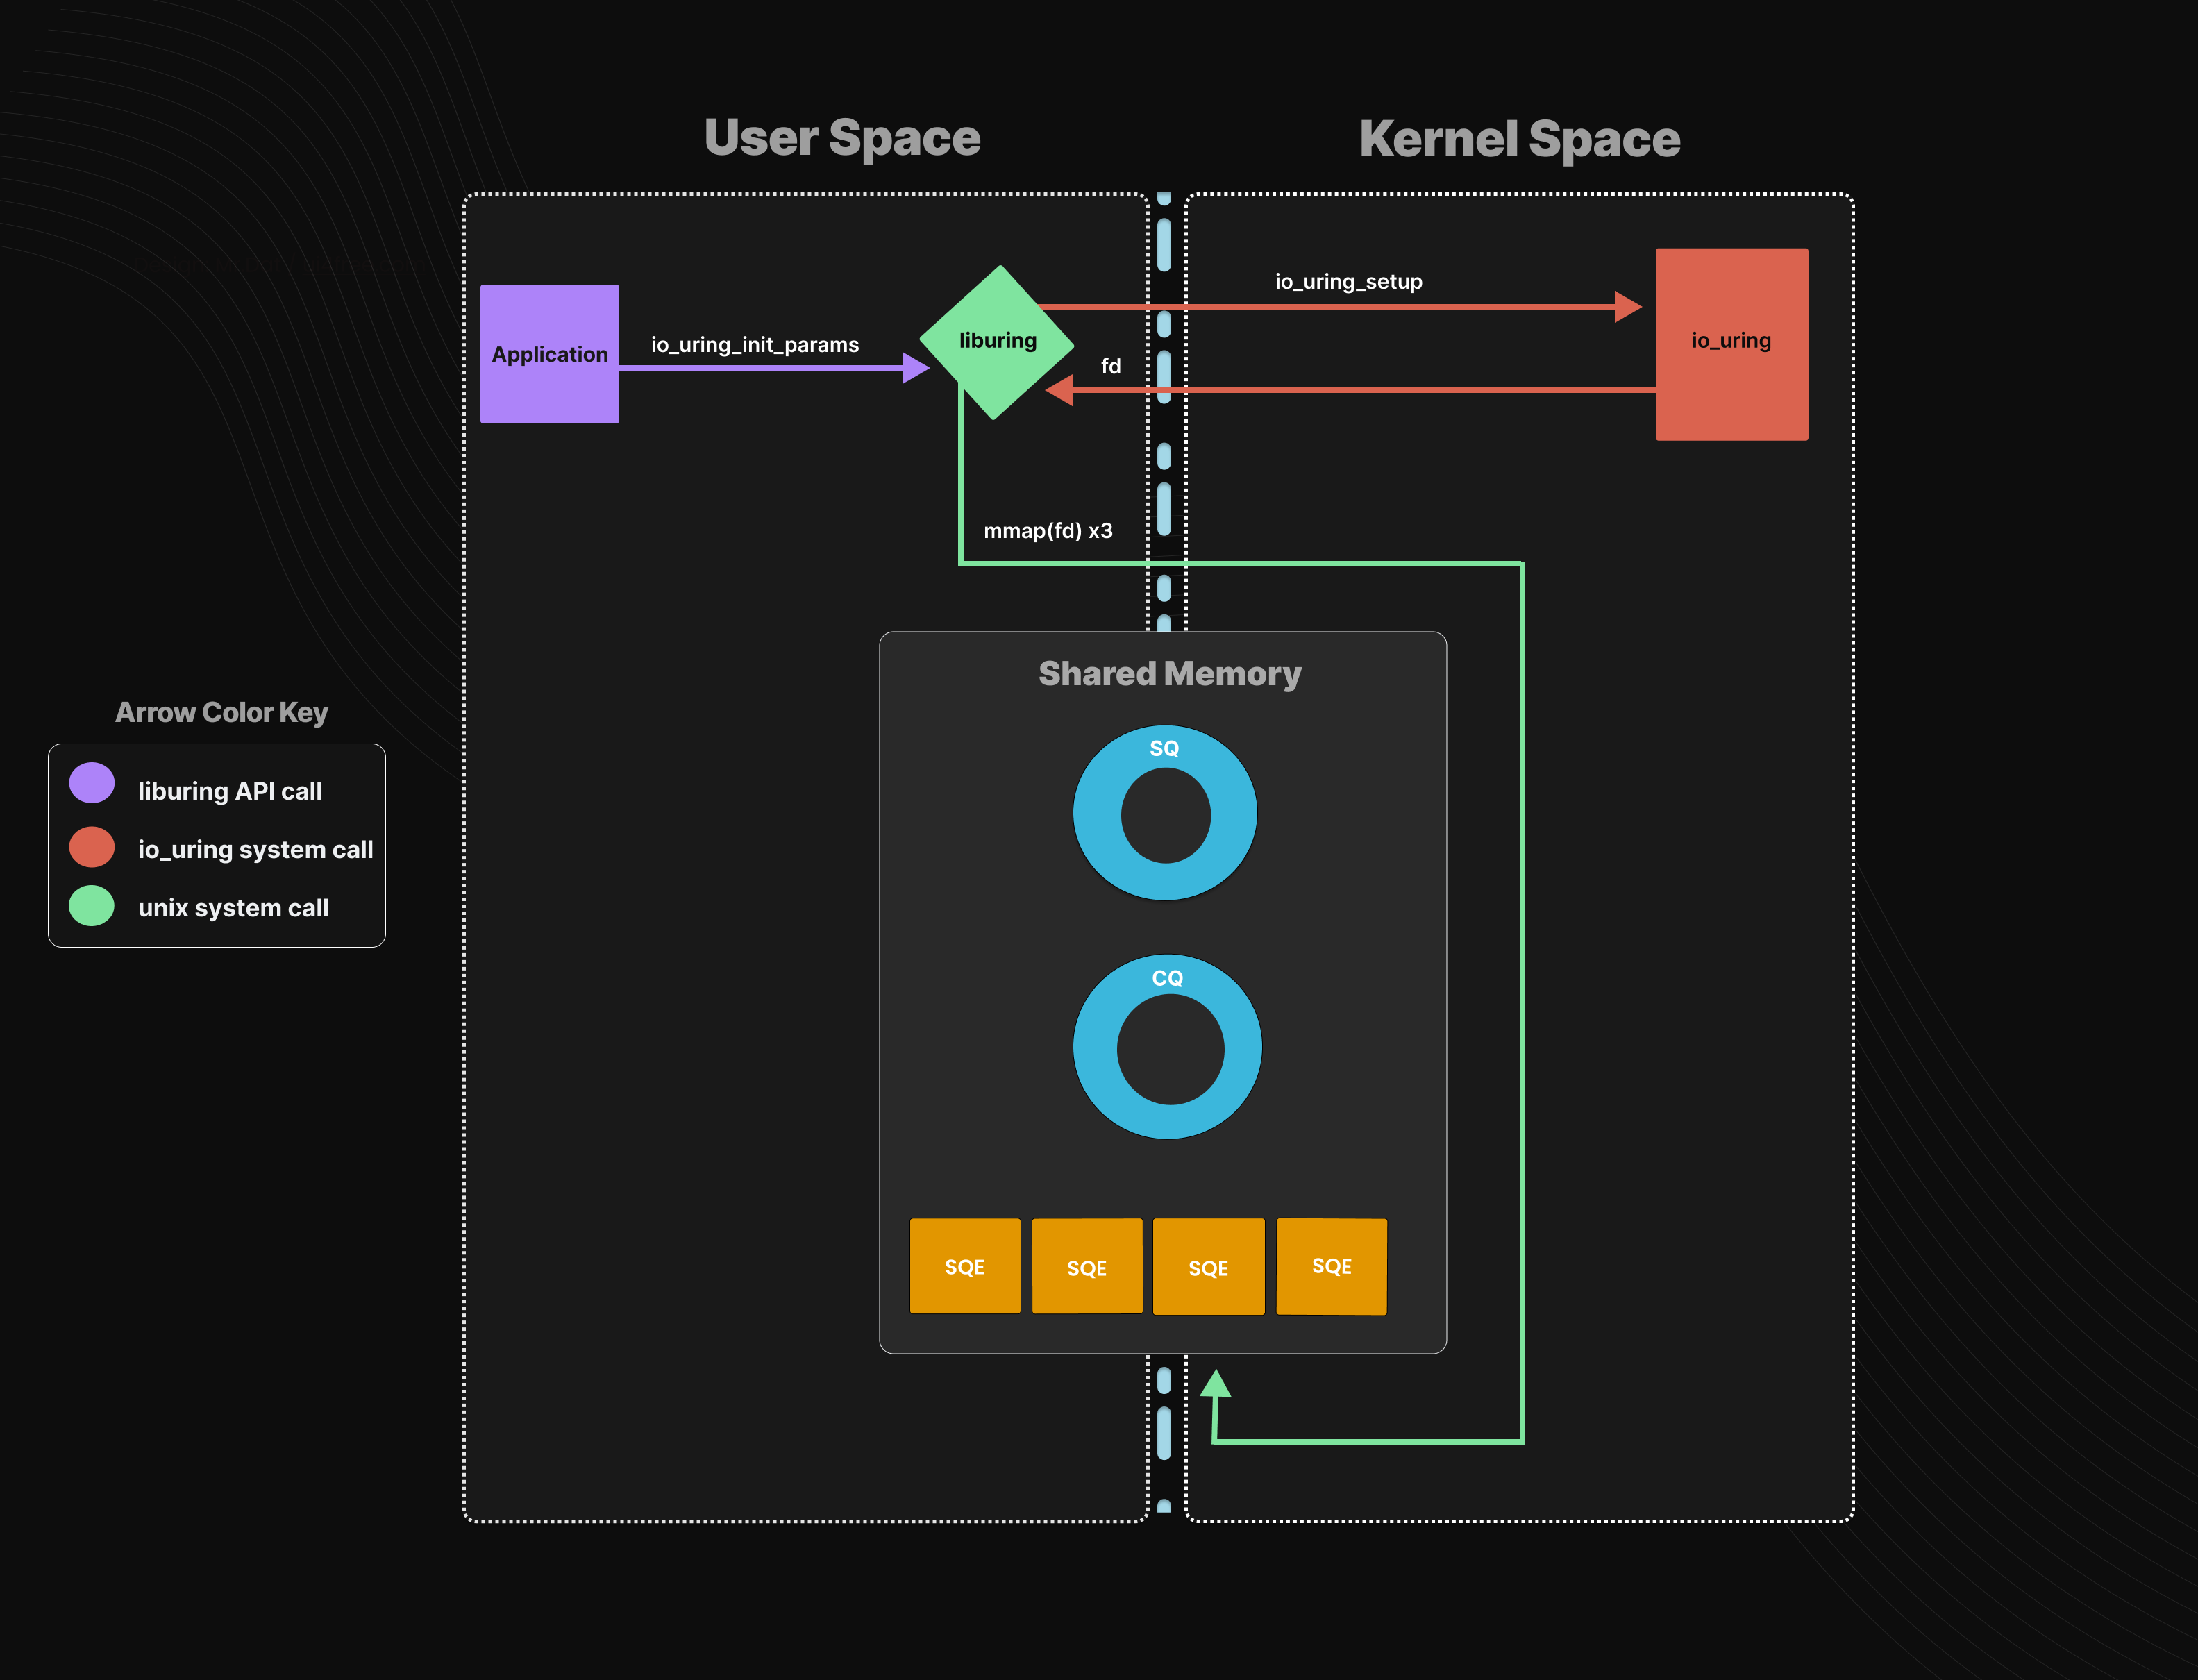 User Space
Kernel Space
Application
io_uring_init_params
liburing
io_uring_setup
fd
io_uring
mmap(fd) x3
Shared Memory
SQ
CQ
SQE
SQE
SQE
SQE
Arrow Color Key
liburing API call
io_uring system call
unix system call